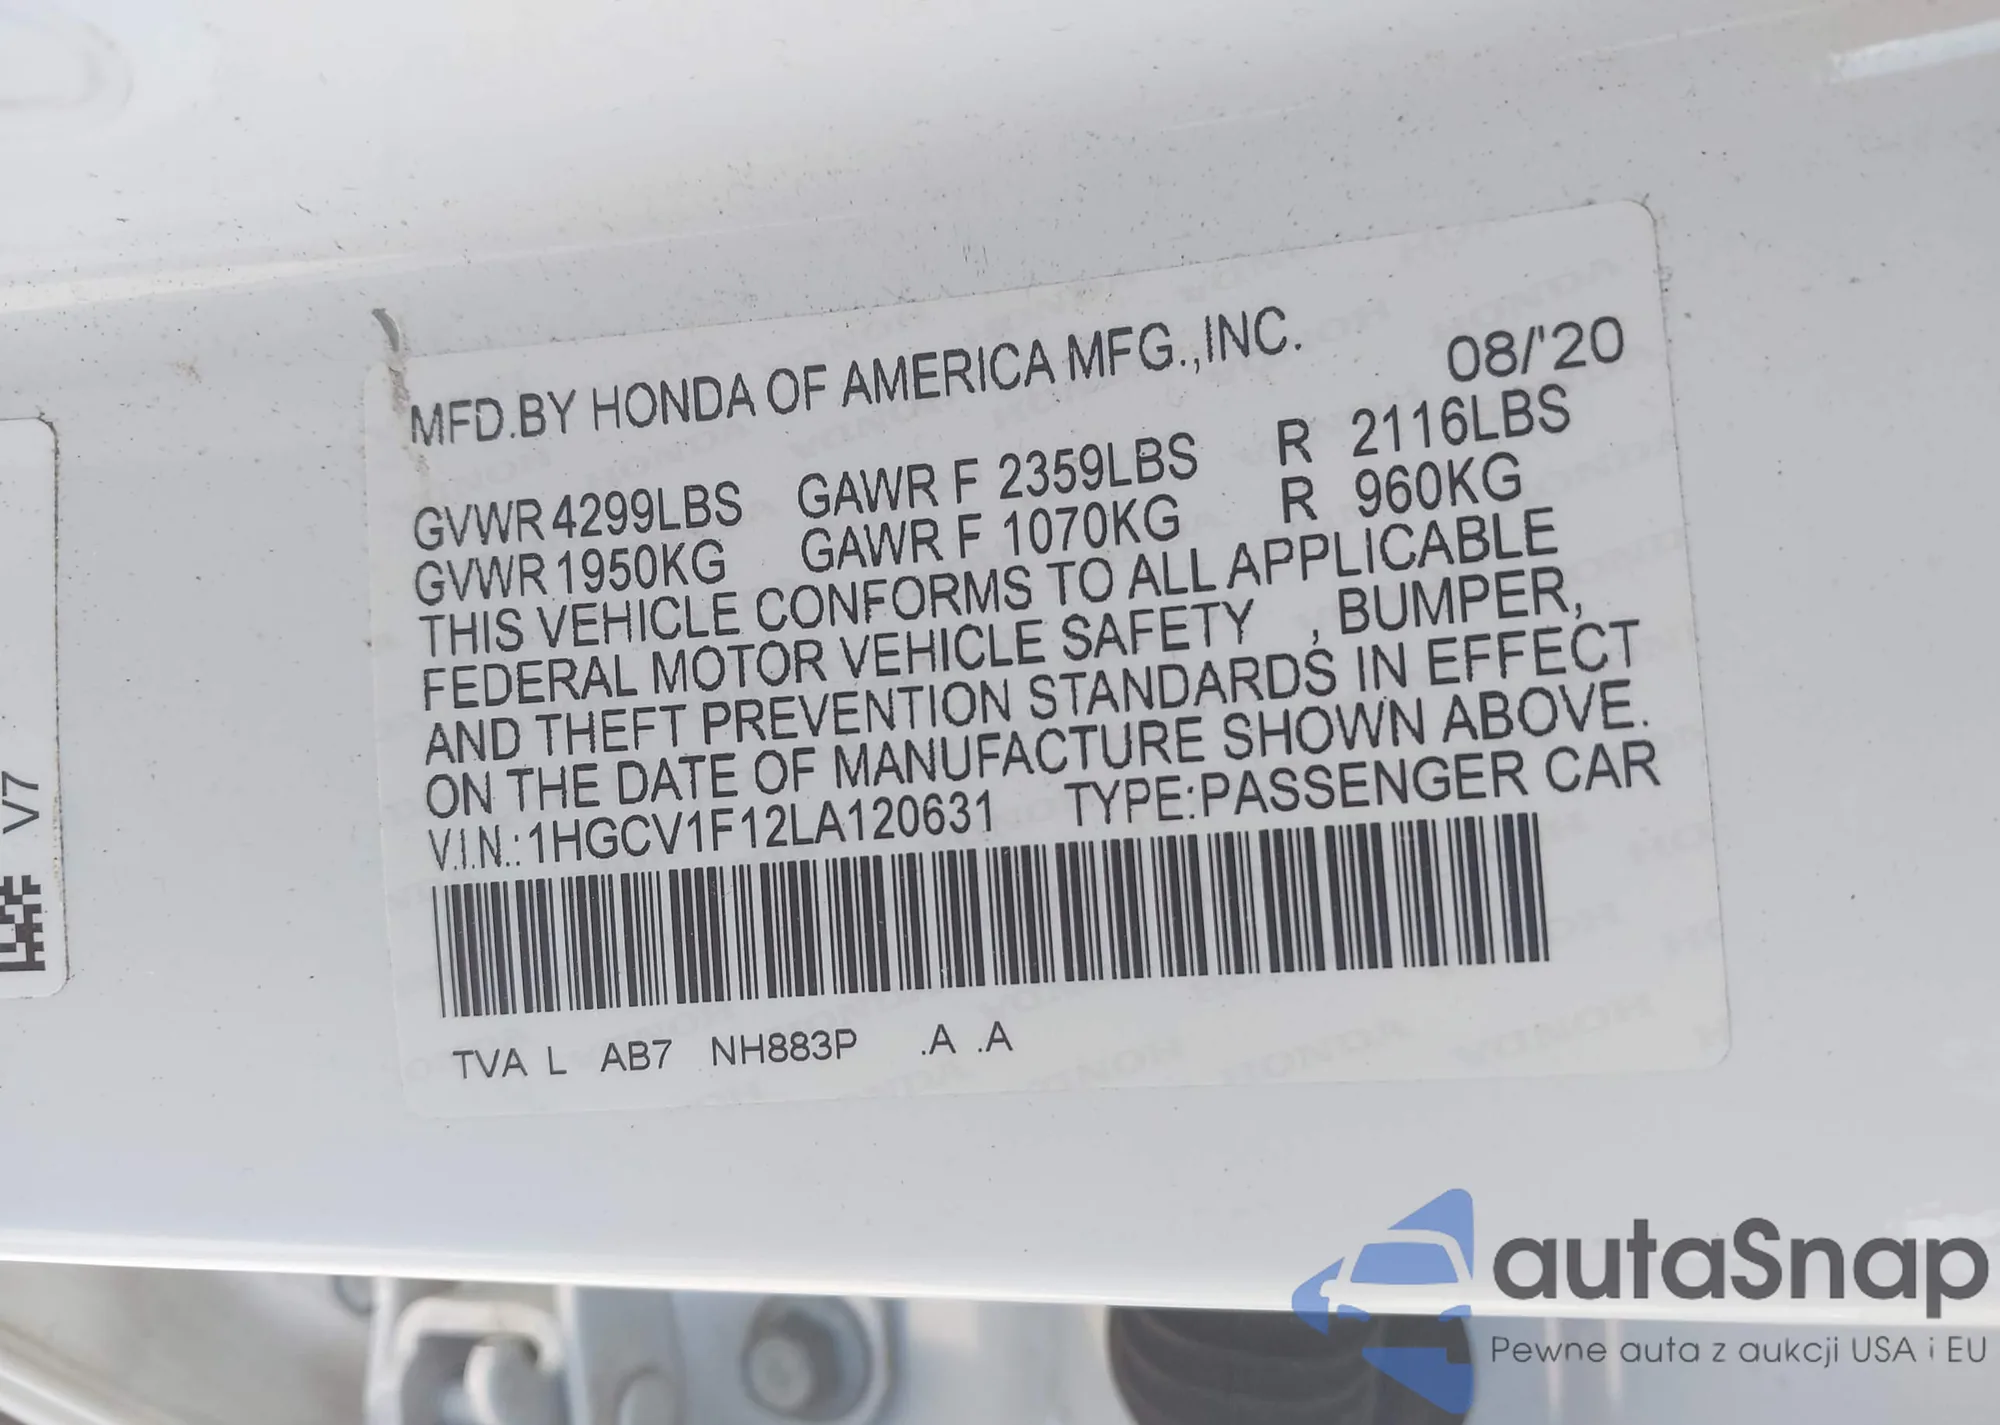 MFD.BY HONDA OF AMERICA MFG.,INC. 08/'20
GVWR 4299LBS GAWR F 2359LBS R 2116LBS
GVWR 1950KG GAWR F 1070KG R 960KG
THIS VEHICLE CONFORMS TO ALL APPLICABLE
FEDERAL MOTOR VEHICLE SAFETY , BUMPER,
AND THEFT PREVENTION STANDARDS IN EFFECT
ON THE DATE OF MANUFACTURE SHOWN ABOVE.
V.I.N.: 1HGCV1F12LA120631 TYPE:PASSENGER CAR
TVA L AB7 NH883P .A .A
V7
autaSnap
Pewne auta z aukcji USA i EU